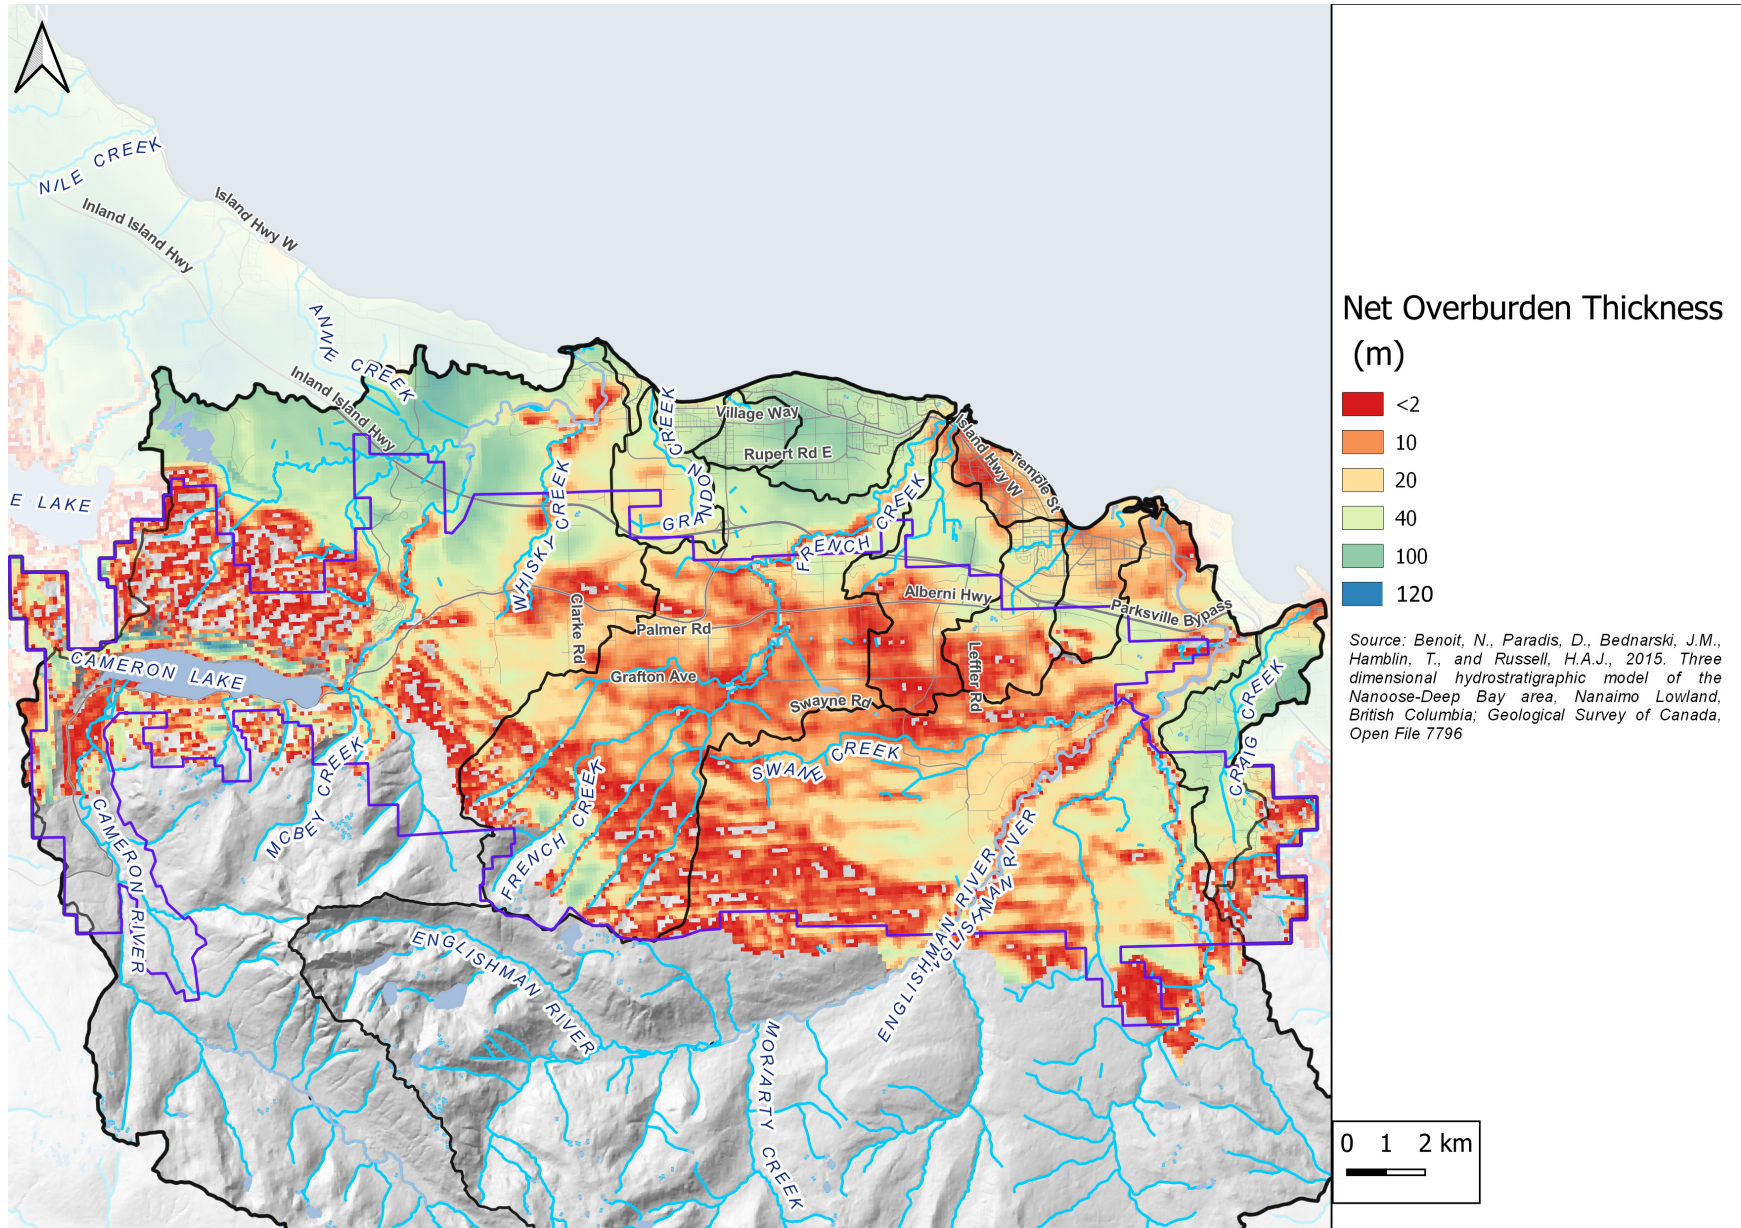 N
NILE CREEK
Island Hwy W
Inland Island Hwy
ANNIE CREEK
Inland Island Hwy
E LAKE
Village Way
CREEK
Rupert Rd E
Island Hwy W
Temple St
WHISKY CREEK
GRANDON
FRENCH CREEK
Clarke Rd
Palmer Rd
Alberni Hwy
Parksville Bypass
Leffler Rd
CAMERON LAKE
Grafton Ave
Swayne Rd
CRAIG CREEK
SWANE CREEK
MCBEY CREEK
FRENCH CREEK
CAMERON RIVER
ENGLISHMAN RIVER
ENGLISHMAN RIVER
ENGLISHMAN RIVER
MORIARTY CREEK
Net Overburden Thickness
(m)
<2
10
20
40
100
120
Source: Benoit, N., Paradis, D., Bednarski, J.M.,
Hamblin, T., and Russell, H.A.J., 2015. Three
dimensional hydrostratigraphic model of the
Nanoose-Deep Bay area, Nanaimo Lowland,
British Columbia; Geological Survey of Canada,
Open File 7796
0 1 2 km